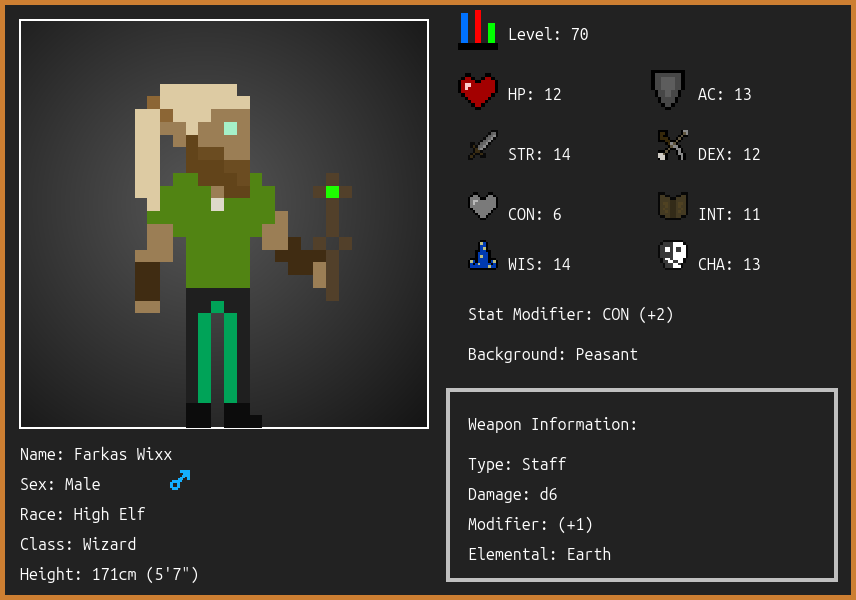 Level: 70
HP: 12
AC: 13
STR: 14
DEX: 12
CON: 6
INT: 11
WIS: 14
CHA: 13
Stat Modifier: CON (+2)
Background: Peasant
Weapon Information:
Type: Staff
Damage: d6
Modifier: (+1)
Elemental: Earth
Name: Farkas Wixx
Sex: Male
Race: High Elf
Class: Wizard
Height: 171cm (5'7")